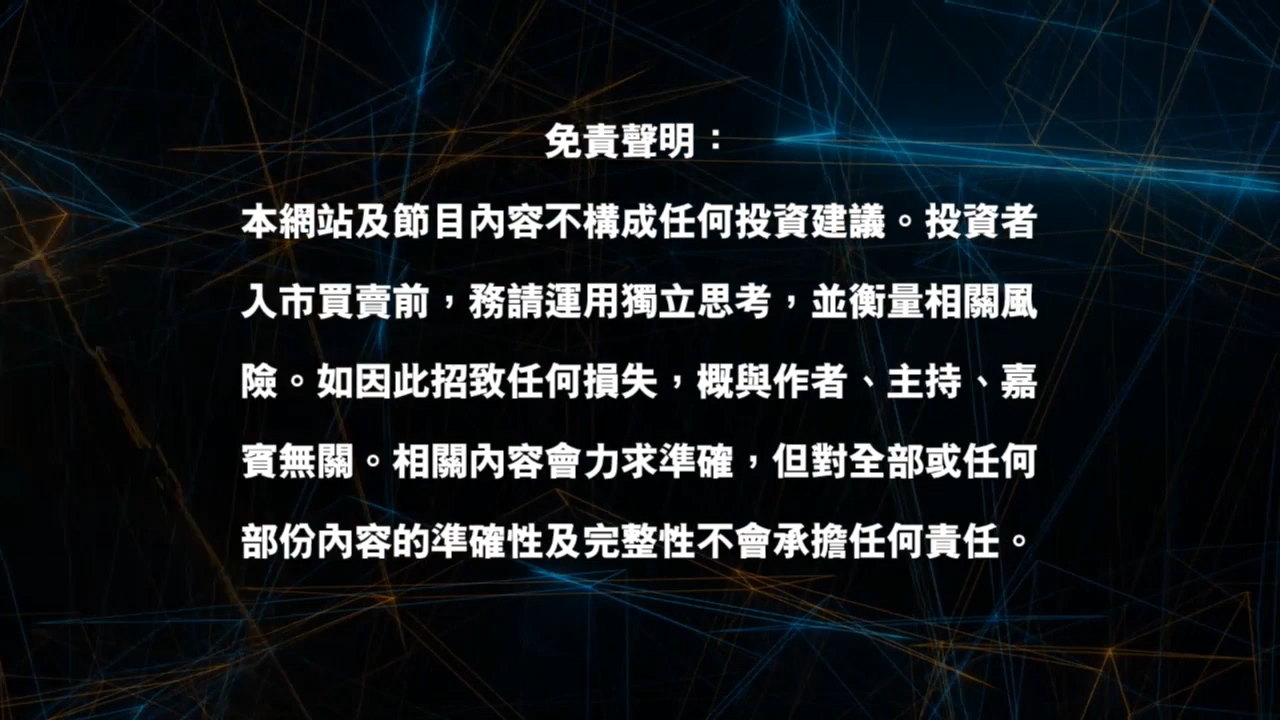 免責聲明：
本網站及節目內容不構成任何投資建議。投資者
入市買賣前，務請運用獨立思考，並衡量相關風
險。如因此招致任何損失，概與作者、主持、嘉
賓無關。相關內容會力求準確，但對全部或任何
部份內容的準確性及完整性不會承擔任何責任。